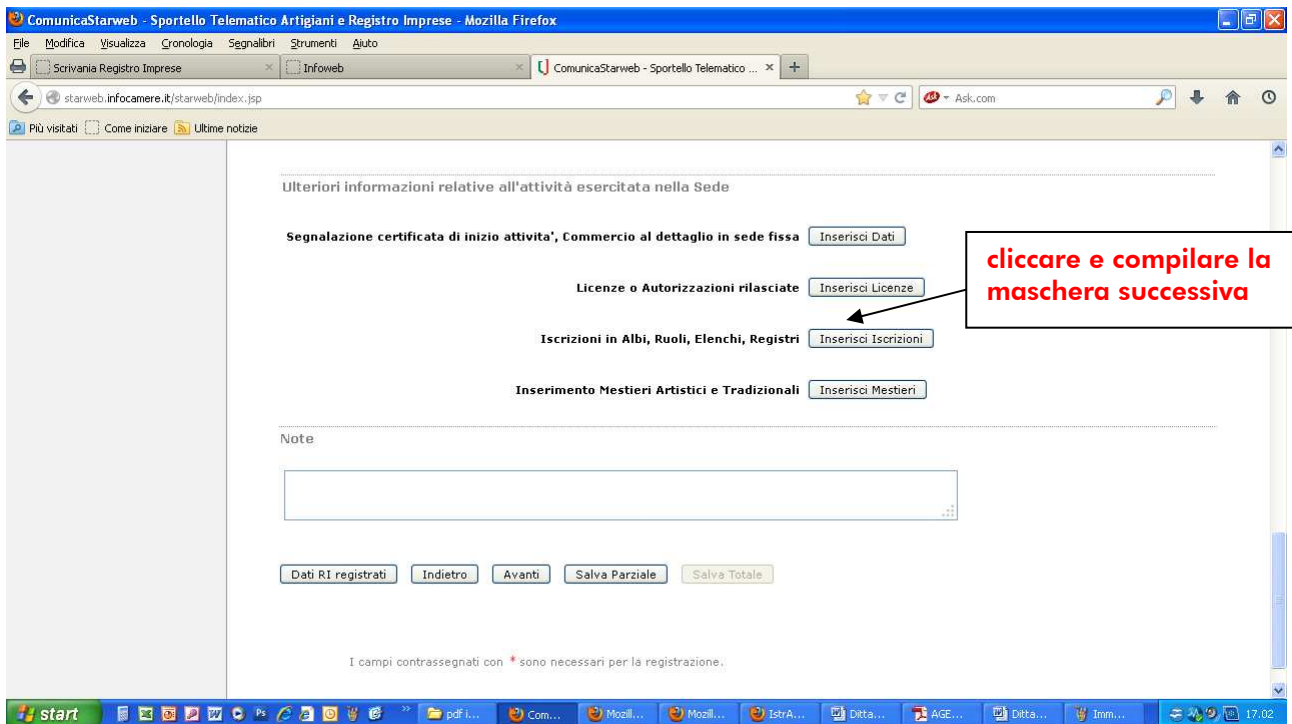 ComunicaStarweb - Sportello Telematico Artigiani e Registro Imprese - Mozilla Firefox
File Modifica Visualizza Cronologia Segnalibri Strumenti Aiuto
Scrivania Registro Imprese × Infoweb × ComunicaStarweb - Sportello Telematico ... × +
starweb.infocamere.it/starweb/index.jsp Ask.com
Più visitati Come iniziare Ultime notizie
Ulteriori informazioni relative all'attività esercitata nella Sede
Segnalazione certificata di inizio attivita', Commercio al dettaglio in sede fissa Inserisci Dati
cliccare e compilare la
maschera successiva
Licenze o Autorizzazioni rilasciate Inserisci Licenze
Iscrizioni in Albi, Ruoli, Elenchi, Registri Inserisci Iscrizioni
Inserimento Mestieri Artistici e Tradizionali Inserisci Mestieri
Note
Dati RI registrati Indietro Avanti Salva Parziale Salva Totale
I campi contrassegnati con * sono necessari per la registrazione.
start pdf i... Com... Mozill... Mozill... IstrA... Ditta... AGE... Ditta... Imm... 17.02